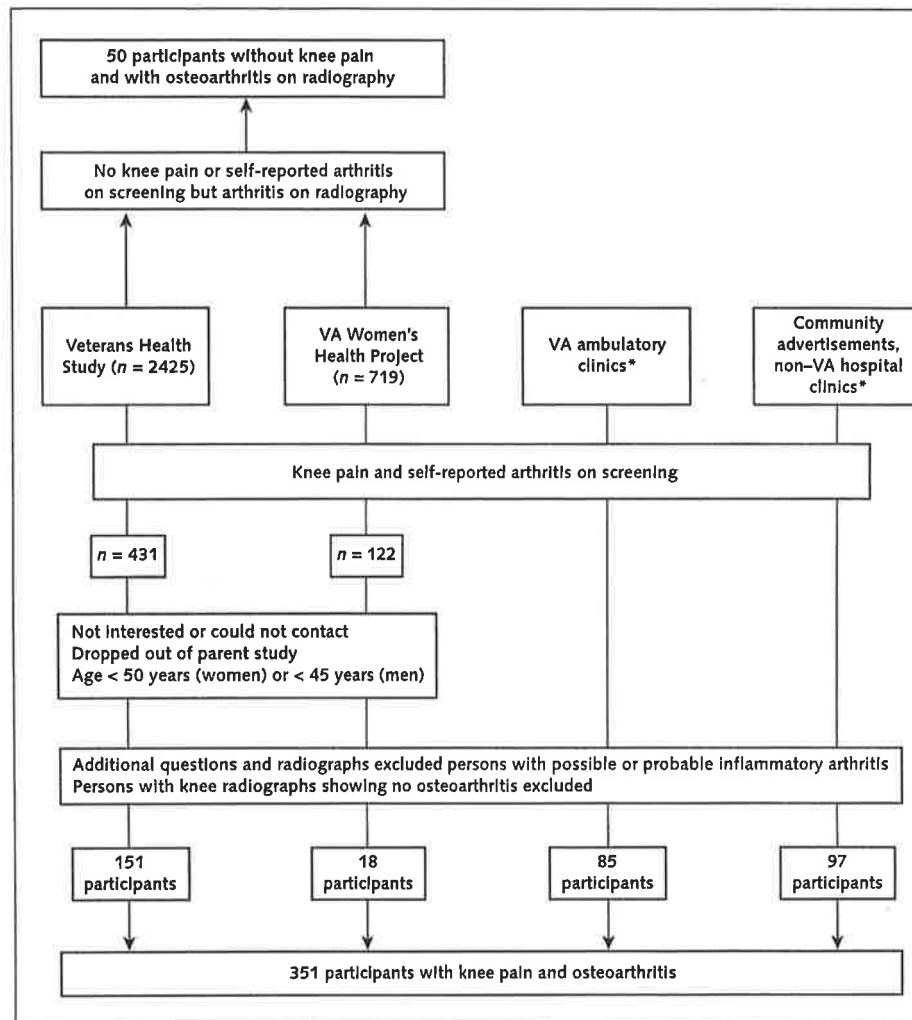 50 participants without knee pain
and with osteoarthritis on radiography
No knee pain or self-reported arthritis
on screening but arthritis on radiography
Veterans Health
Study (n = 2425)
VA Women's
Health Project
(n = 719)
VA ambulatory
clinics*
Community
advertisements,
non–VA hospital
clinics*
Knee pain and self-reported arthritis on screening
n = 431
n = 122
Not interested or could not contact
Dropped out of parent study
Age < 50 years (women) or < 45 years (men)
Additional questions and radiographs excluded persons with possible or probable inflammatory arthritis
Persons with knee radiographs showing no osteoarthritis excluded
151
participants
18
participants
85
participants
97
participants
351 participants with knee pain and osteoarthritis